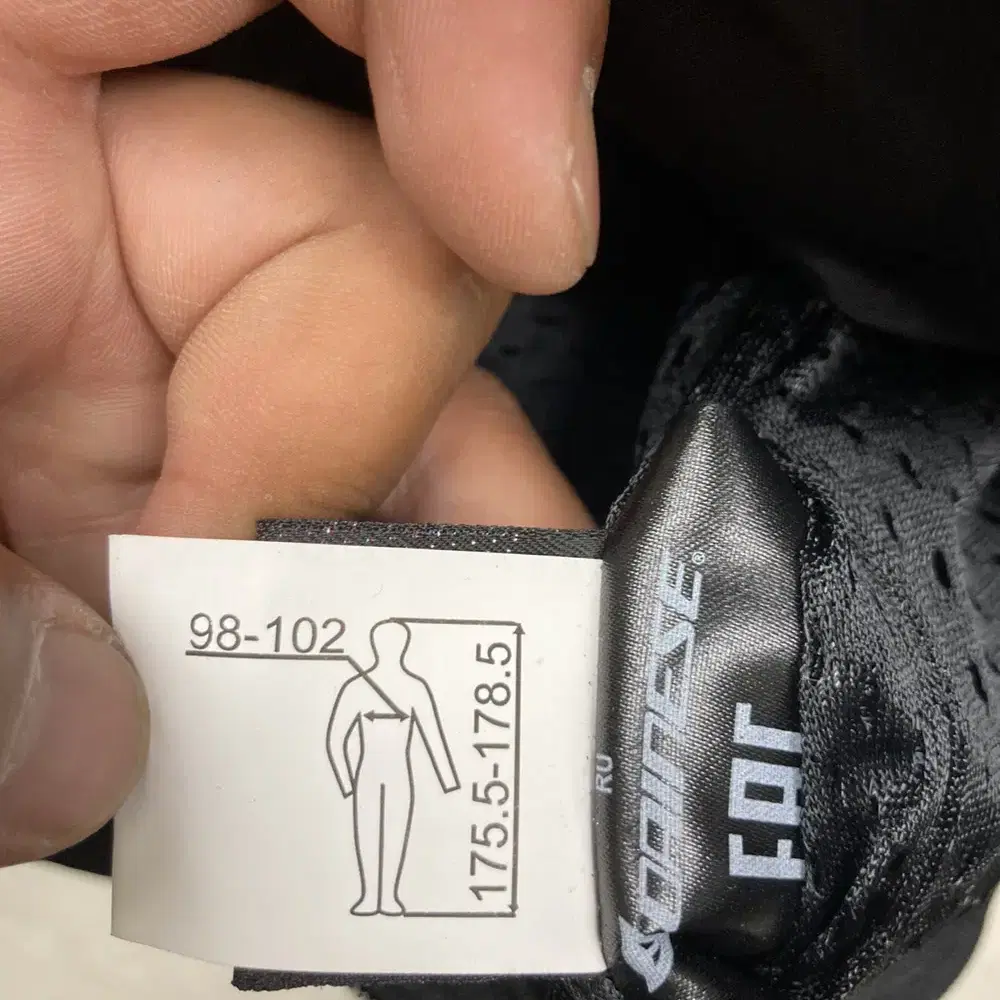 98-102
175.5-178.5
RU
DAINESE®
EAC